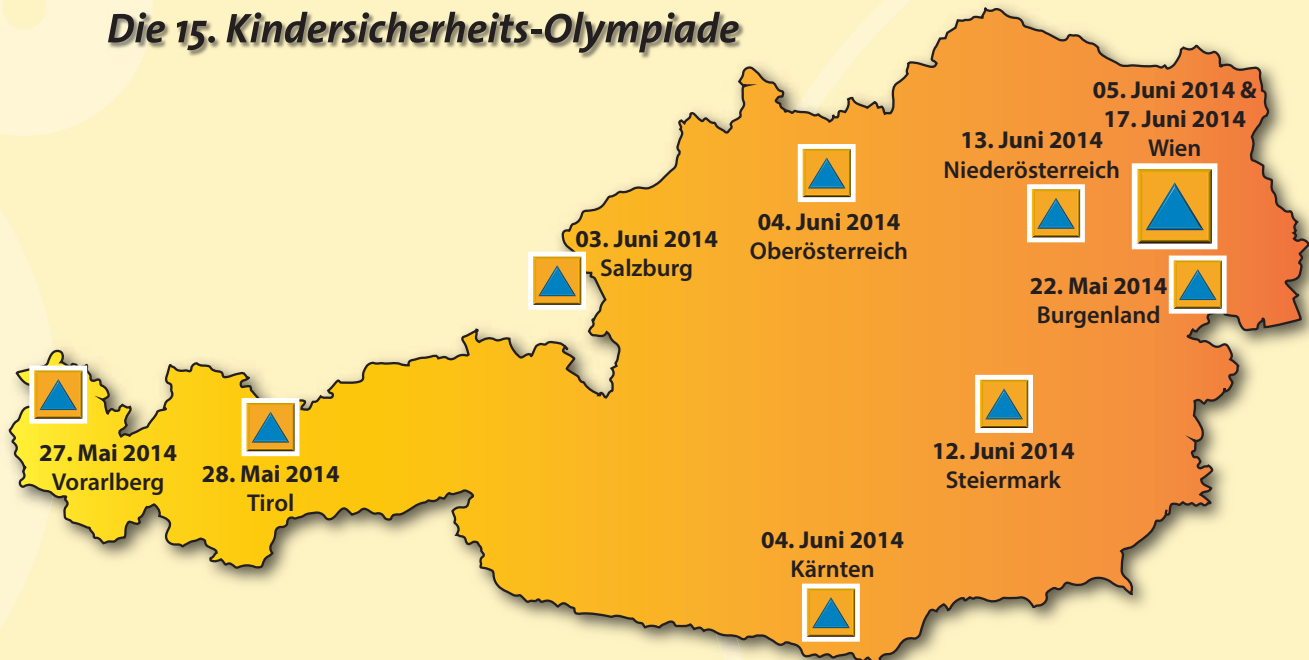 Die 15. Kindersicherheits-Olympiade
05. Juni 2014 &
17. Juni 2014
Wien
13. Juni 2014
Niederösterreich
04. Juni 2014
Oberösterreich
03. Juni 2014
Salzburg
22. Mai 2014
Burgenland
27. Mai 2014
Vorarlberg
28. Mai 2014
Tirol
12. Juni 2014
Steiermark
04. Juni 2014
Kärnten